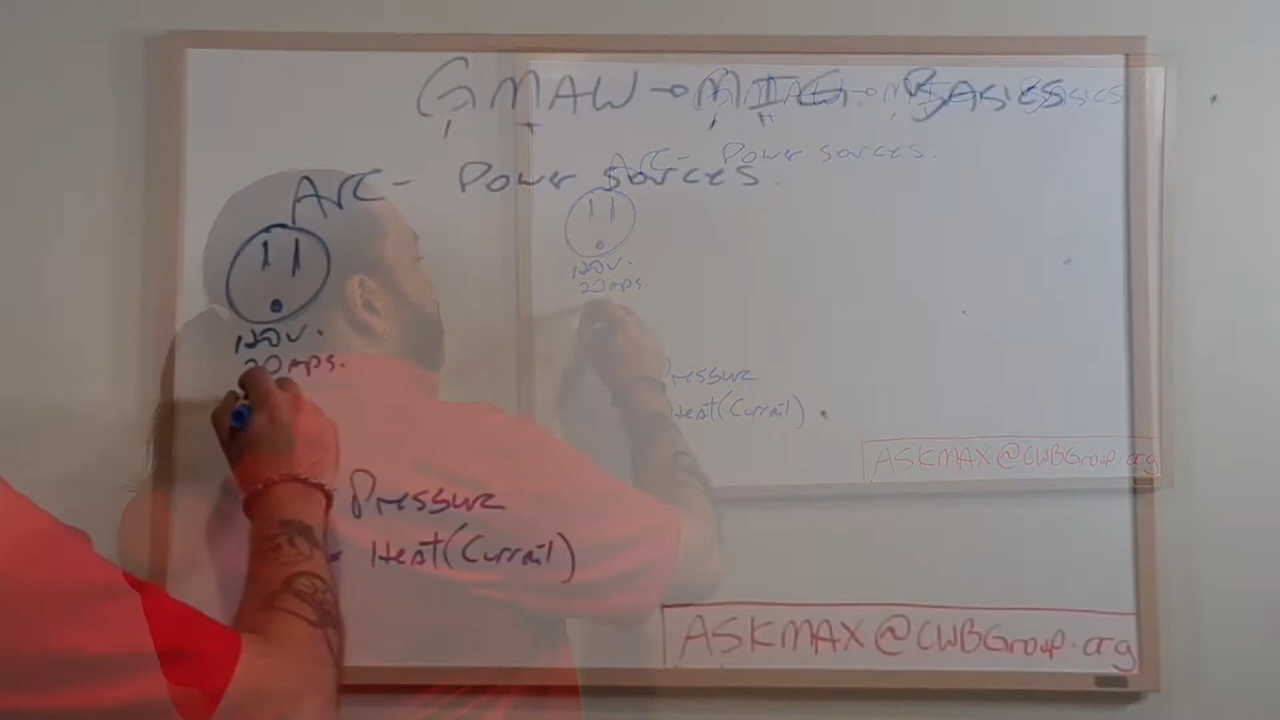 GMAW → MIG. BASICS
ARC - Power sources.
120V.
20 Amps.
Pressure
Heat (Current)
ASKMAX@CWBGroup.org